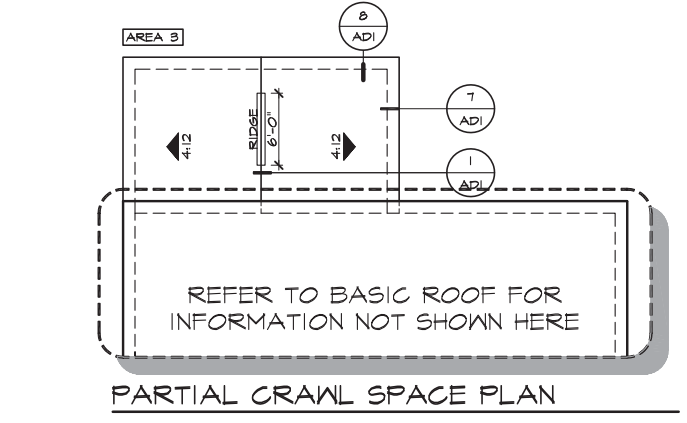 8
ADI
AREA 3
7
ADI
RIDGE
6'-0"
4:12
4:12
1
ADI
REFER TO BASIC ROOF FOR
INFORMATION NOT SHOWN HERE
PARTIAL CRAWL SPACE PLAN